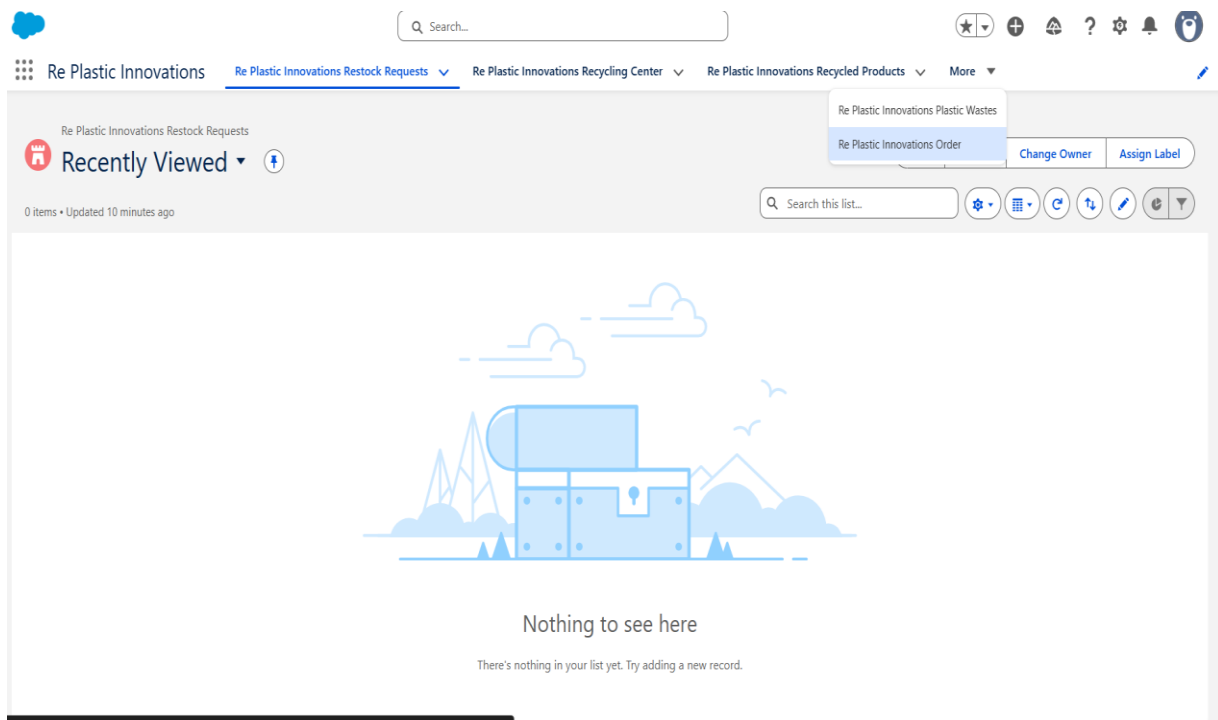 Search...
Re Plastic Innovations
Re Plastic Innovations Restock Requests
Re Plastic Innovations Recycling Center
Re Plastic Innovations Recycled Products
More
Re Plastic Innovations Plastic Wastes
Re Plastic Innovations Order
Re Plastic Innovations Restock Requests
Recently Viewed
Change Owner
Assign Label
0 items • Updated 10 minutes ago
Search this list...
Nothing to see here
There's nothing in your list yet. Try adding a new record.